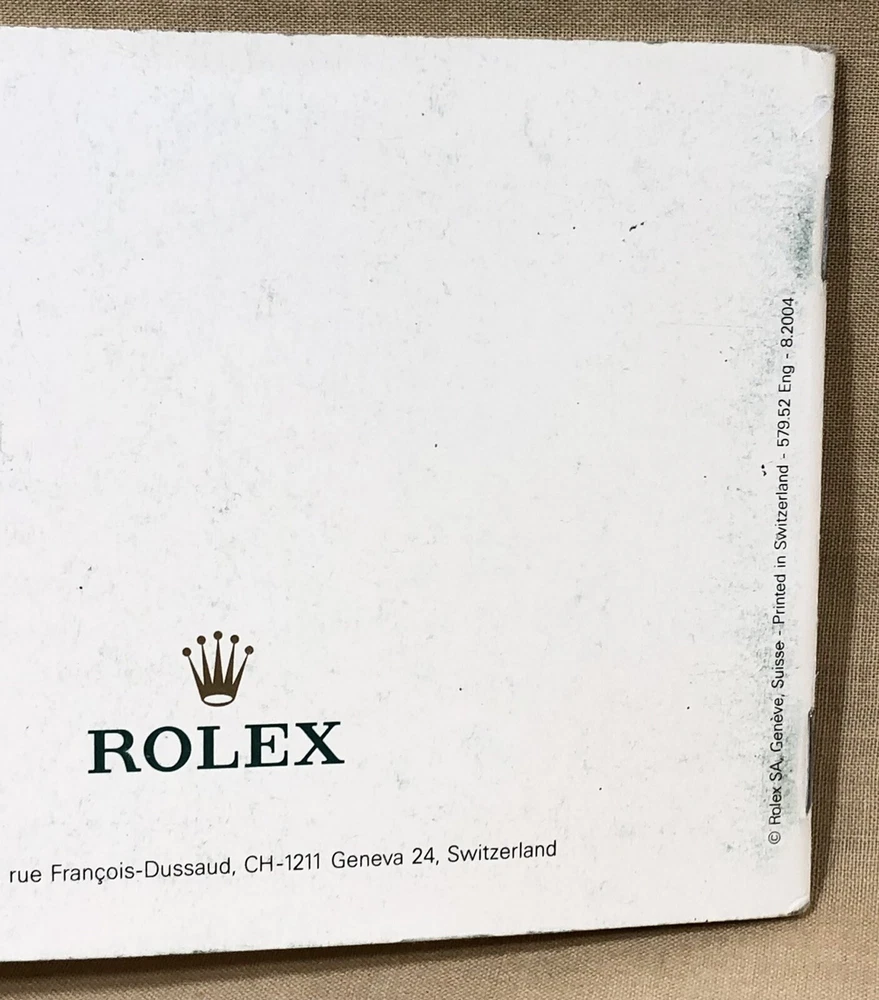 ROLEX
rue François-Dussaud, CH-1211 Geneva 24, Switzerland
© Rolex SA, Genève, Suisse - Printed in Switzerland - 579.52 Eng - 8.2004